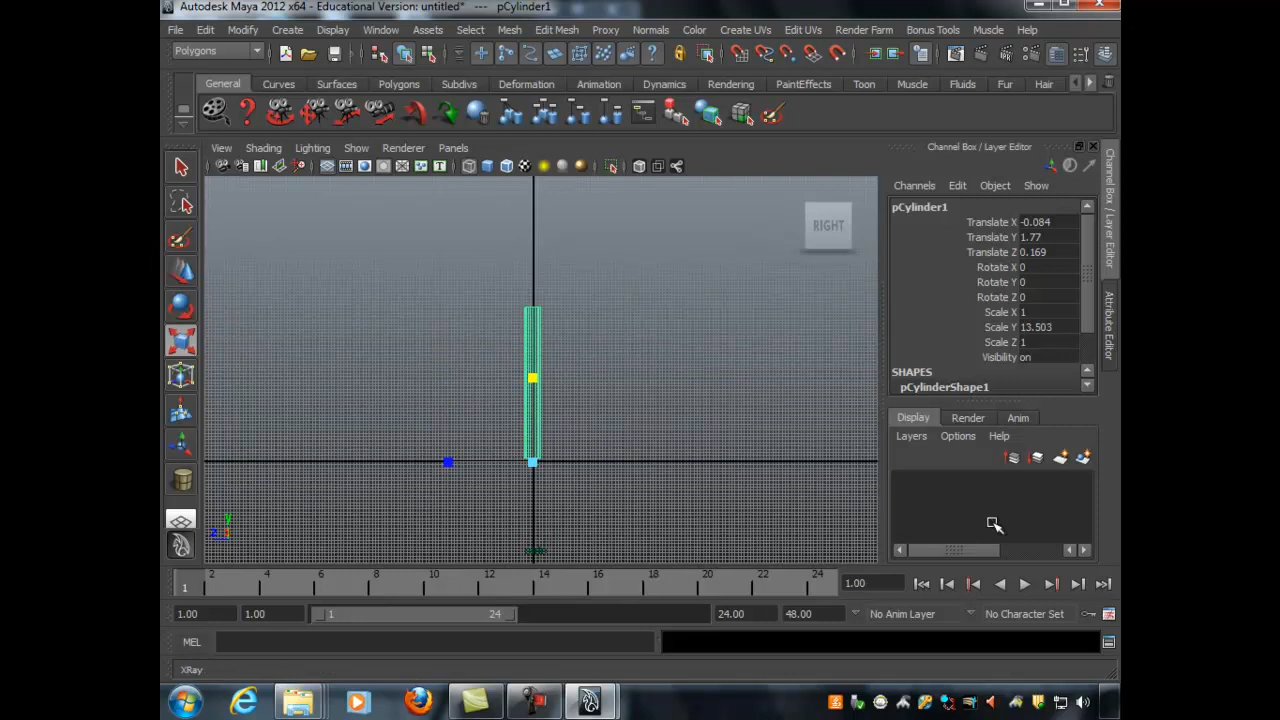 Autodesk Maya 2012 x64 - Educational Version: untitled* --- pCylinder1
File Edit Modify Create Display Window Assets Select Mesh Edit Mesh Proxy Normals Color Create UVs Edit UVs Render Farm Bonus Tools Muscle Help
Polygons
General Curves Surfaces Polygons Subdivs Deformation Animation Dynamics Rendering PaintEffects Toon Muscle Fluids Fur Hair
View Shading Lighting Show Renderer Panels
Channel Box / Layer Editor
Channels Edit Object Show
pCylinder1
Translate X -0.084
Translate Y 1.77
Translate Z 0.169
Rotate X 0
Rotate Y 0
Rotate Z 0
Scale X 1
Scale Y 13.503
Scale Z 1
Visibility on
SHAPES
pCylinderShape1
Channel Box / Layer Editor
Attribute Editor
RIGHT
Display Render Anim
Layers Options Help
y
z
1 2 4 6 8 10 12 14 16 18 20 22 24
1.00
1.00 1.00 1 24 24.00 48.00 No Anim Layer No Character Set
MEL
XRay